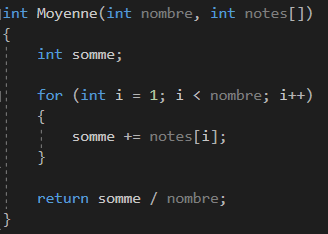 int Moyenne(int nombre, int notes[])
{
    int somme;
    for (int i = 1; i < nombre; i++)
    {
        somme += notes[i];
    }
    return somme / nombre;
}